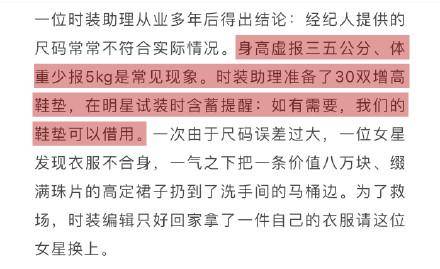 一位时装助理从业多年后得出结论：经纪人提供的
尺码常常不符合实际情况。身高虚报三五公分、体
重少报5kg是常见现象。时装助理准备了30双增高
鞋垫，在明星试装时含蓄提醒：如有需要，我们的
鞋垫可以借用。一次由于尺码误差过大，一位女星
发现衣服不合身，一气之下把一条价值八万块、缀
满珠片的高定裙子扔到了洗手间的马桶边。为了救
场，时装编辑只好回家拿了一件自己的衣服请这位
女星换上。